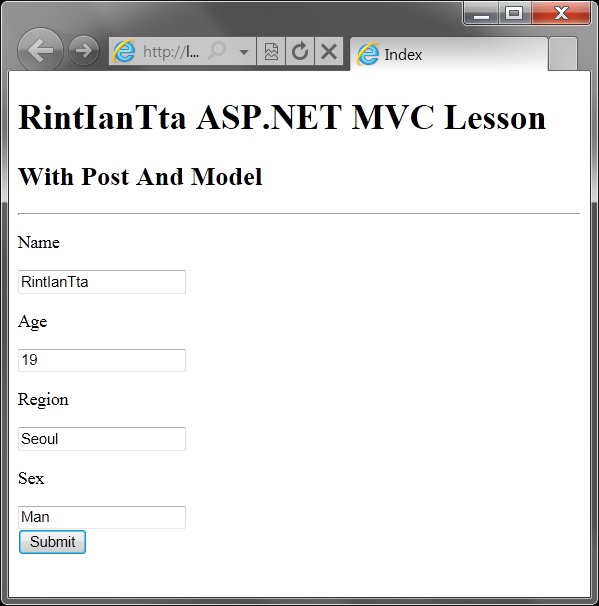 http://l...
Index
RintIanTta ASP.NET MVC Lesson
With Post And Model
Name
RintIanTta
Age
19
Region
Seoul
Sex
Man
Submit